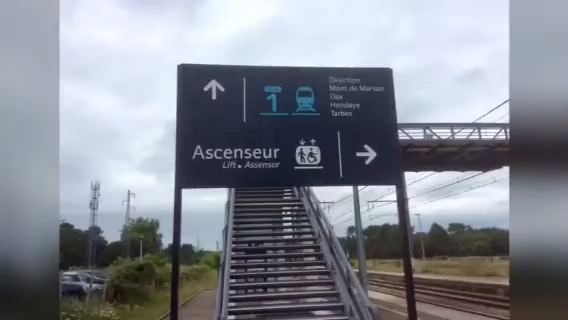 1
Direction
Mont de Marsan
Dax
Hendaye
Tarbes
Ascenseur
Lift • Assensor